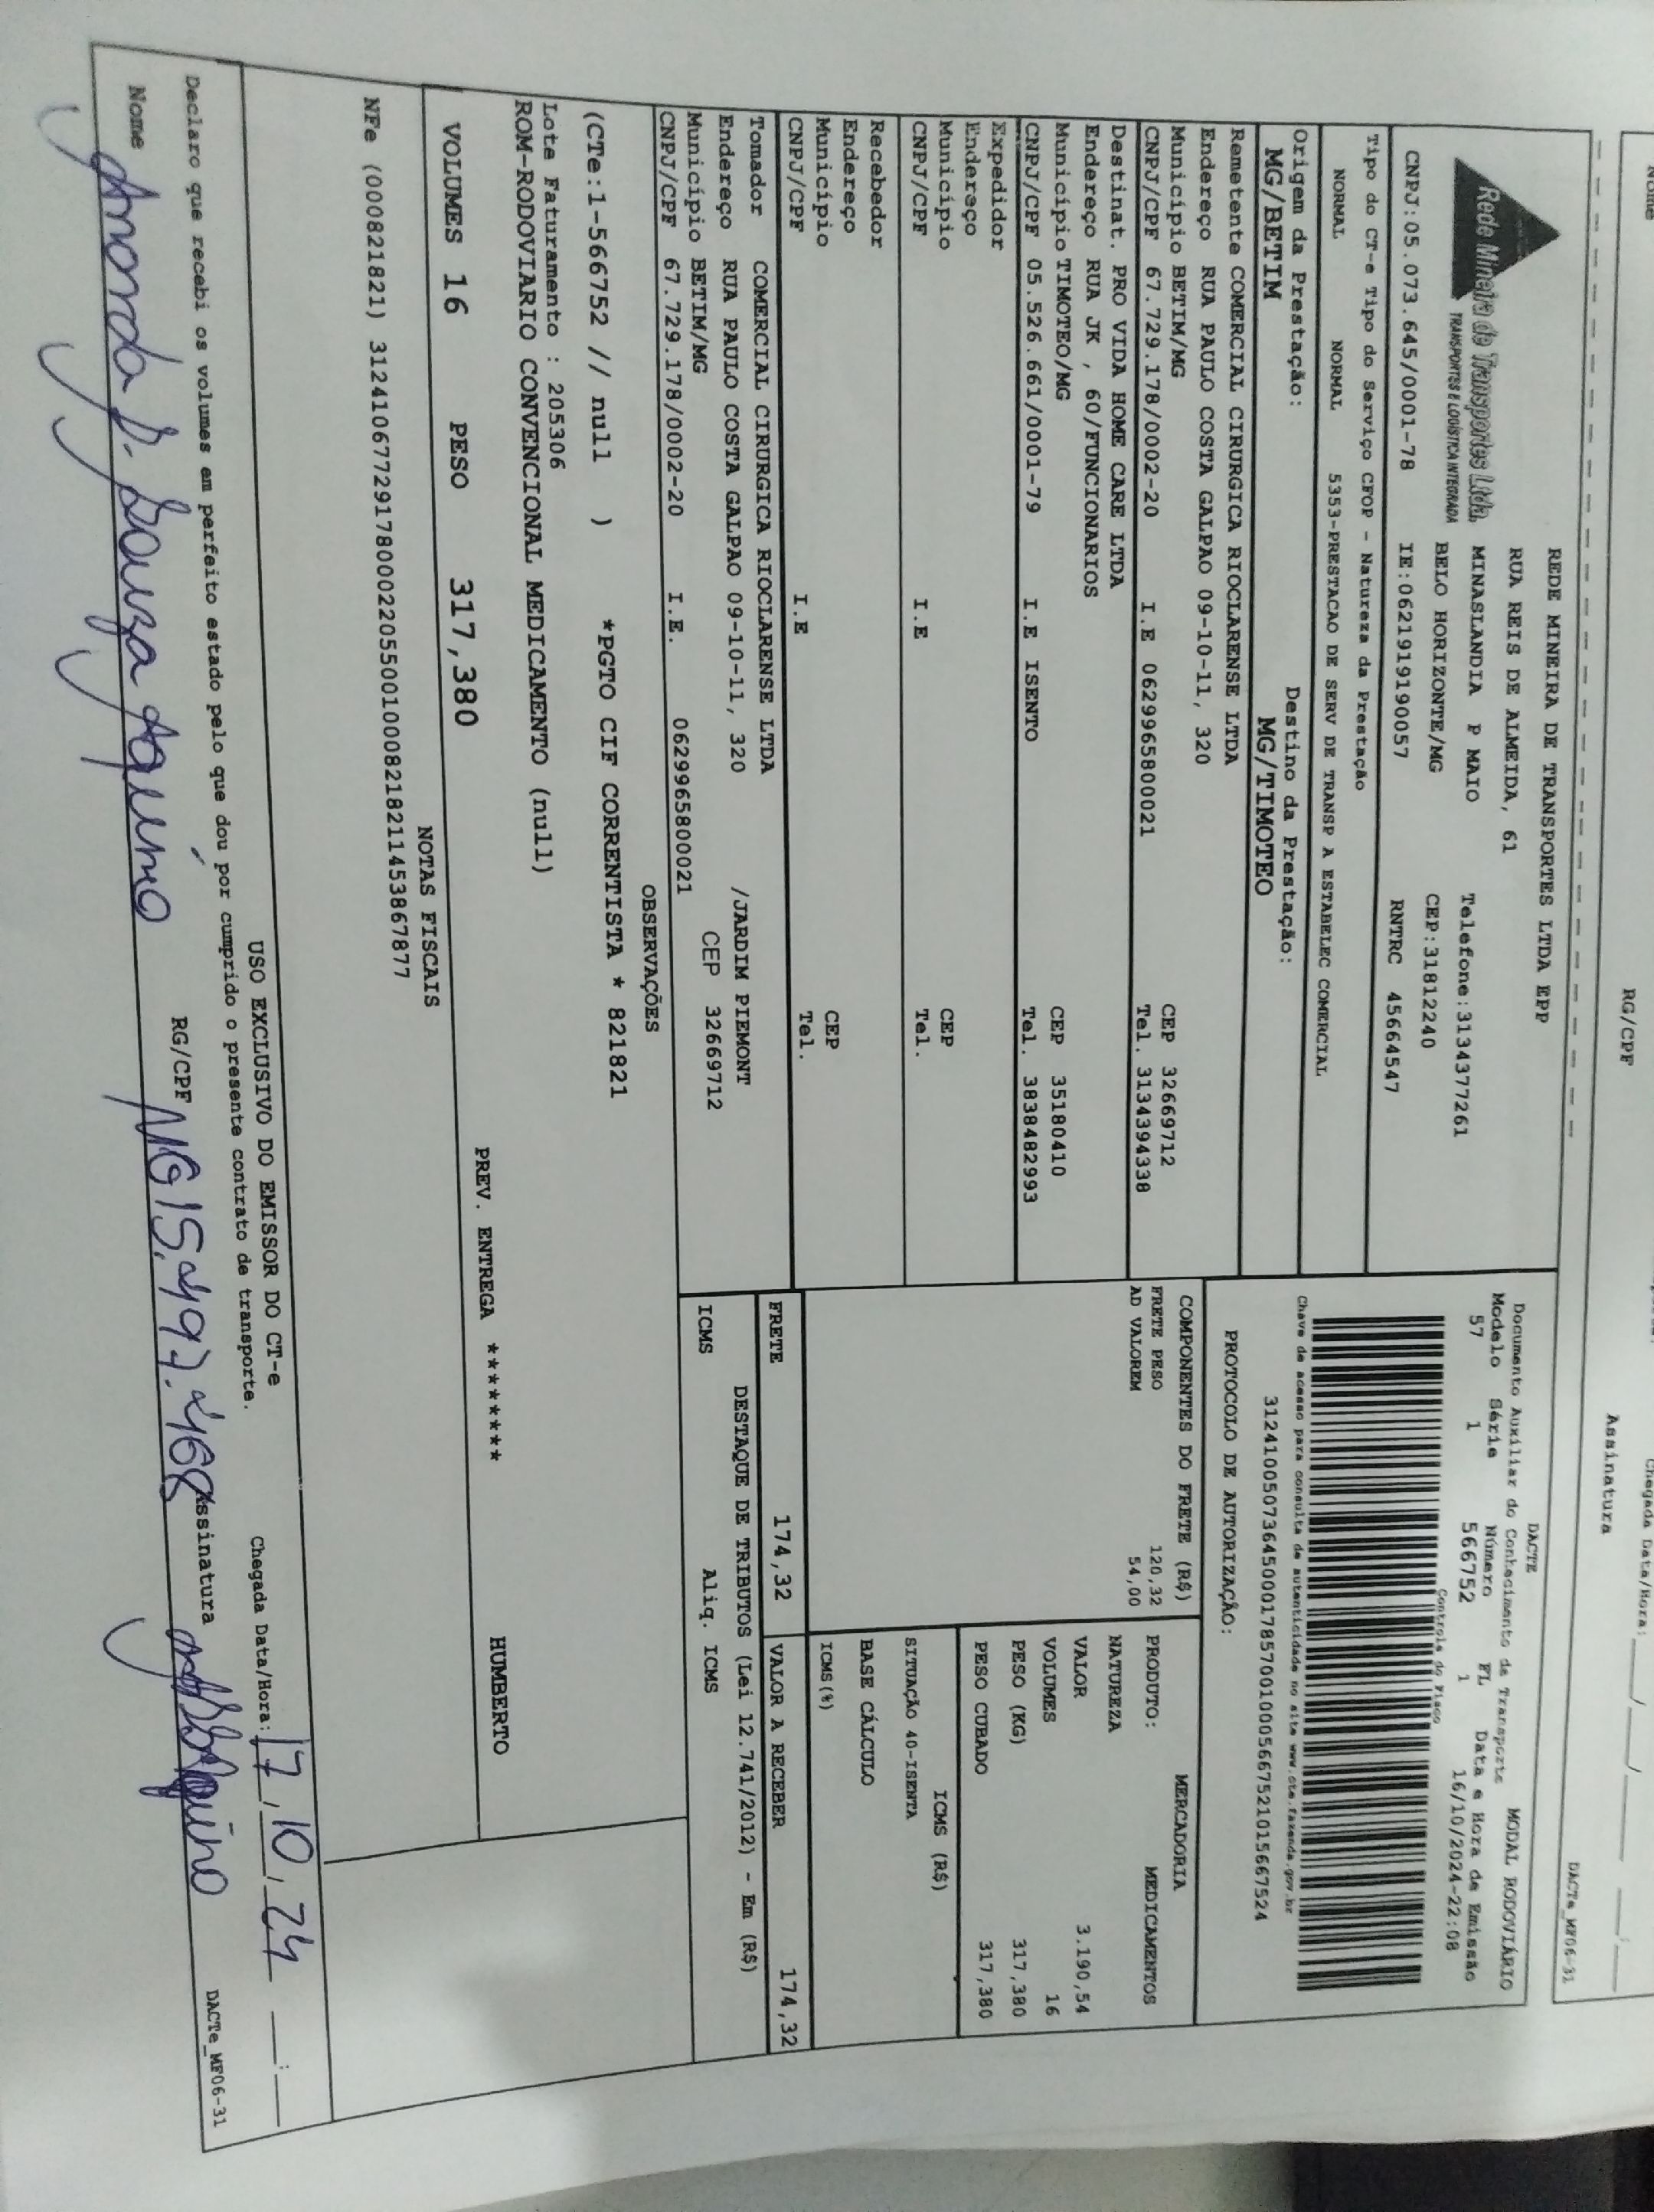 Nome
RG/CPF
Assinatura
Chegada Data/Hora:____/____/______ ____:____
DACTe_MF06-31
Rede Mineira de Transportes Ltda.
TRANSPORTES E LOGÍSTICA INTEGRADA
REDE MINEIRA DE TRANSPORTES LTDA EPP
RUA REIS DE ALMEIDA, 61
MINASLANDIA P MAIO Telefone:3134377261
BELO HORIZONTE/MG CEP:31812240
CNPJ:05.073.645/0001-78 IE:0621919190057 RNTRC 45664547
DACTE MODAL RODOVIÁRIO
Documento Auxiliar do Conhecimento de Transporte
Modelo Série Número FL Data e Hora de Emissão
57 1 566752 1 16/10/2024-22:08
Controle do Fisco
Chave de acesso para consulta de autenticidade no site www.cte.fazenda.gov.br
31241005073645000178570010005667521015667524
PROTOCOLO DE AUTORIZAÇÃO:
Tipo do CT-e Tipo do Serviço CFOP - Natureza da Prestação
NORMAL NORMAL 5353-PRESTACAO DE SERV DE TRANSP A ESTABELEC COMERCIAL
Origem da Prestação: Destino da Prestação:
MG/BETIM MG/TIMOTEO
Remetente COMERCIAL CIRURGICA RIOCLARENSE LTDA
Endereço RUA PAULO COSTA GALPAO 09-10-11, 320
Município BETIM/MG CEP 32669712
CNPJ/CPF 67.729.178/0002-20 I.E 0629965800021 Tel. 3134394338
Destinat. PRO VIDA HOME CARE LTDA
Endereço RUA JK , 60/FUNCIONARIOS
Município TIMOTEO/MG CEP 35180410
CNPJ/CPF 05.526.661/0001-79 I.E ISENTO Tel. 3838482993
Expedidor
Endereço
Município CEP
CNPJ/CPF I.E Tel.
Recebedor
Endereço
Município CEP
CNPJ/CPF I.E Tel.
Tomador COMERCIAL CIRURGICA RIOCLARENSE LTDA
Endereço RUA PAULO COSTA GALPAO 09-10-11, 320 /JARDIM PIEMONT
Município BETIM/MG CEP 32669712
CNPJ/CPF 67.729.178/0002-20 I.E. 0629965800021
COMPONENTES DO FRETE (R$)
FRETE PESO 120,32
AD VALOREM 54,00
MERCADORIA
PRODUTO: MEDICAMENTOS
NATUREZA
VALOR 3.190,54
VOLUMES 16
PESO (KG) 317,380
PESO CUBADO 317,380
ICMS (R$)
SITUAÇÃO 40-ISENTA
BASE CÁLCULO
ICMS(%)
FRETE 174,32 VALOR A RECEBER 174,32
DESTAQUE DE TRIBUTOS (Lei 12.741/2012) - Em (R$)
ICMS Aliq. ICMS
OBSERVAÇÕES
(CTe:1-566752 // null ) *PGTO CIF CORRENTISTA * 821821
Lote Faturamento : 205306
ROM-RODOVIARIO CONVENCIONAL MEDICAMENTO (null)
VOLUMES 16 PESO 317,380 PREV. ENTREGA ******** HUMBERTO
NOTAS FISCAIS
NFe (000821821) 31241067729178000220550010008218211453867877
USO EXCLUSIVO DO EMISSOR DO CT-e
Declaro que recebi os volumes em perfeito estado pelo que dou por cumprido o presente contrato de transporte.
Chegada Data/Hora: 17/10/24 ___:___
Nome Amanda D. Souza Aquino RG/CPF MG15.497.468 Assinatura
DACTe_MF06-31